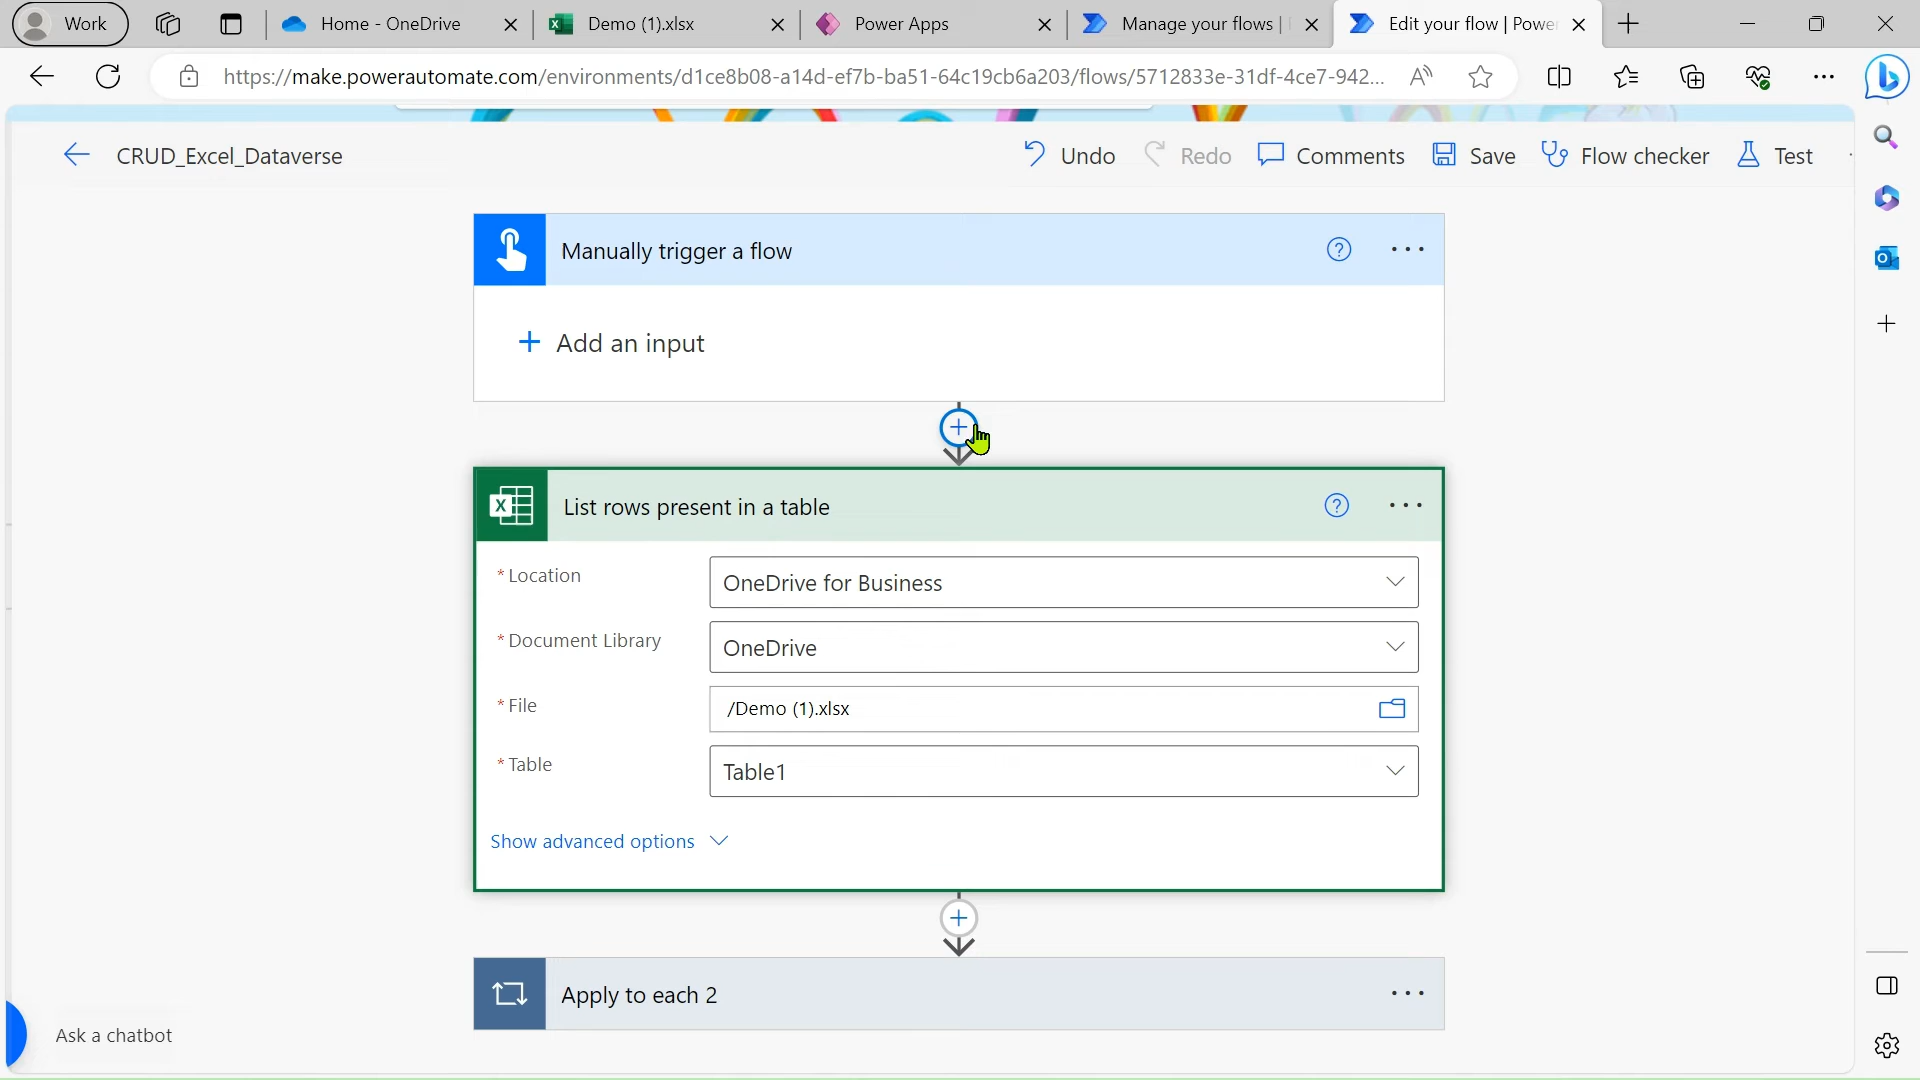 Work
Home - OneDrive
Demo (1).xlsx
Power Apps
Manage your flows |
Edit your flow | Powe
https://make.powerautomate.com/environments/d1ce8b08-a14d-ef7b-ba51-64c19cb6a203/flows/5712833e-31df-4ce7-942...
CRUD_Excel_Dataverse
Undo
Redo
Comments
Save
Flow checker
Test
Manually trigger a flow
Add an input
List rows present in a table
* Location
OneDrive for Business
* Document Library
OneDrive
* File
/Demo (1).xlsx
* Table
Table1
Show advanced options
Apply to each 2
Ask a chatbot